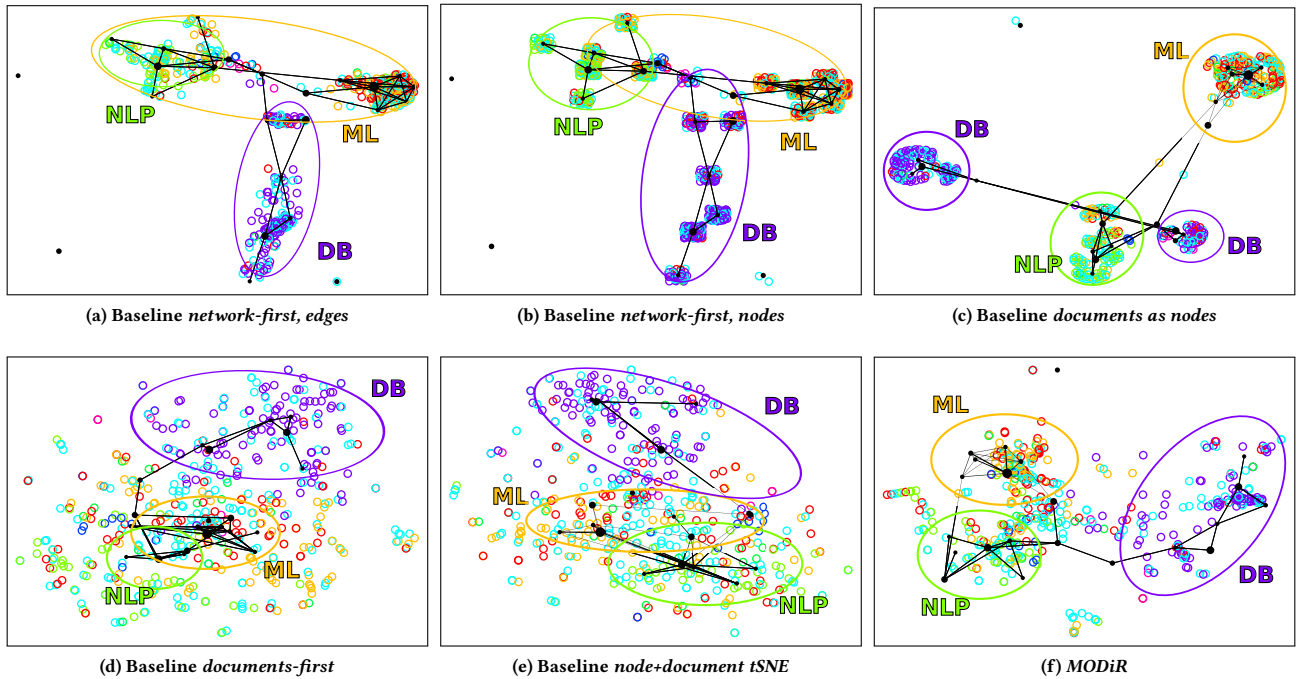 NLP
ML
DB
(a) Baseline network-first, edges
NLP
ML
DB
(b) Baseline network-first, nodes
ML
DB
NLP
DB
(c) Baseline documents as nodes
DB
ML
NLP
(d) Baseline documents-first
DB
ML
NLP
(e) Baseline node+document tSNE
ML
DB
NLP
(f) MODiR